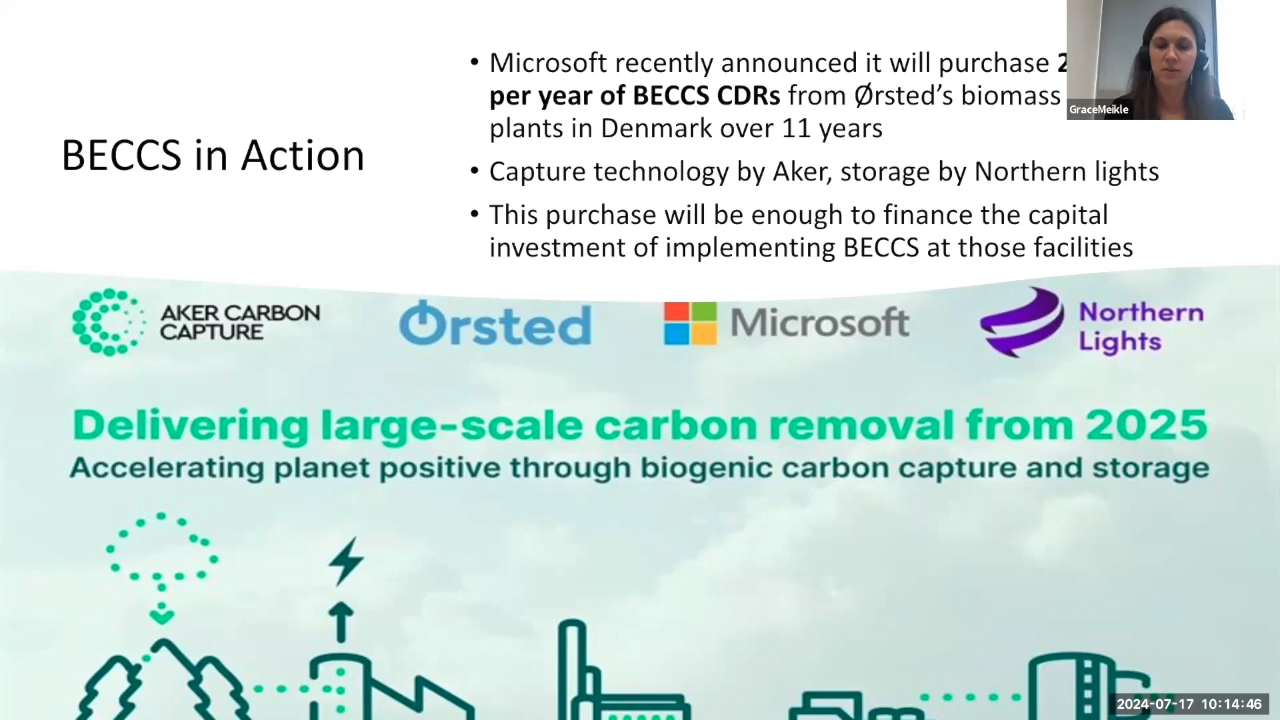 BECCS in Action
• Microsoft recently announced it will purchase
per year of BECCS CDRs from Ørsted's biomass
plants in Denmark over 11 years
• Capture technology by Aker, storage by Northern lights
• This purchase will be enough to finance the capital
investment of implementing BECCS at those facilities
GraceMeikle
AKER CARBON
CAPTURE
Ørsted
Microsoft
Northern
Lights
Delivering large-scale carbon removal from 2025
Accelerating planet positive through biogenic carbon capture and storage
2024-07-17 10:14:46